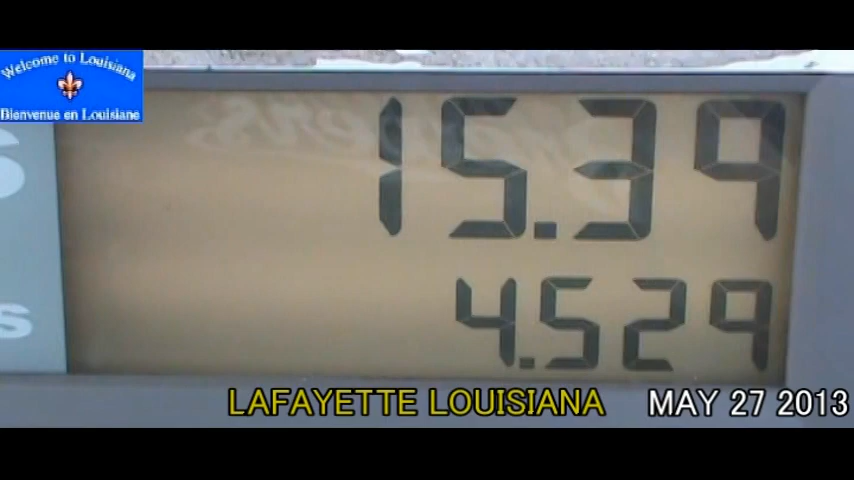 Welcome to Louisiana
Bienvenue en Louisiane
15.39
4.529
LAFAYETTE LOUISIANA
MAY 27 2013